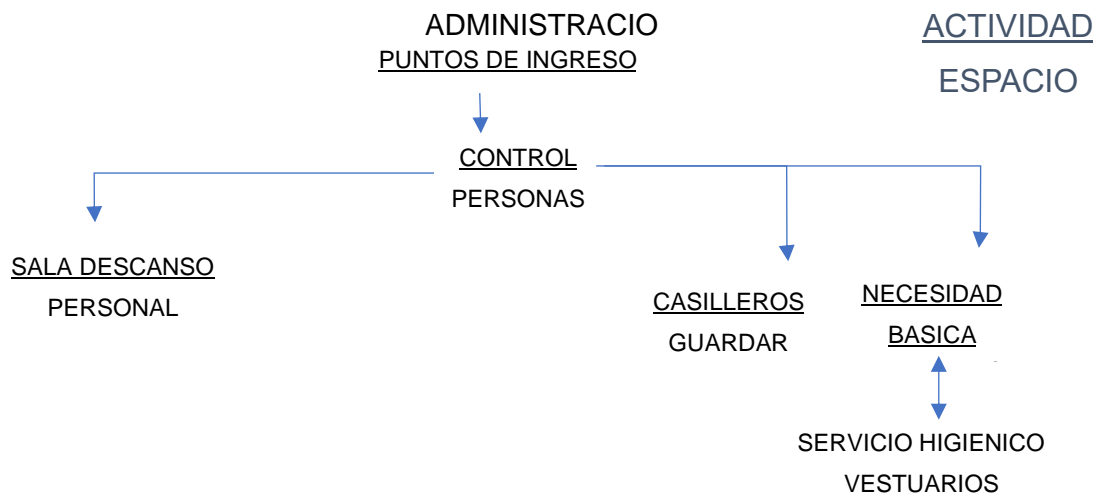 ADMINISTRACIO
PUNTOS DE INGRESO
ACTIVIDAD
ESPACIO
CONTROL
PERSONAS
SALA DESCANSO
PERSONAL
CASILLEROS
GUARDAR
NECESIDAD
BASICA
SERVICIO HIGIENICO
VESTUARIOS